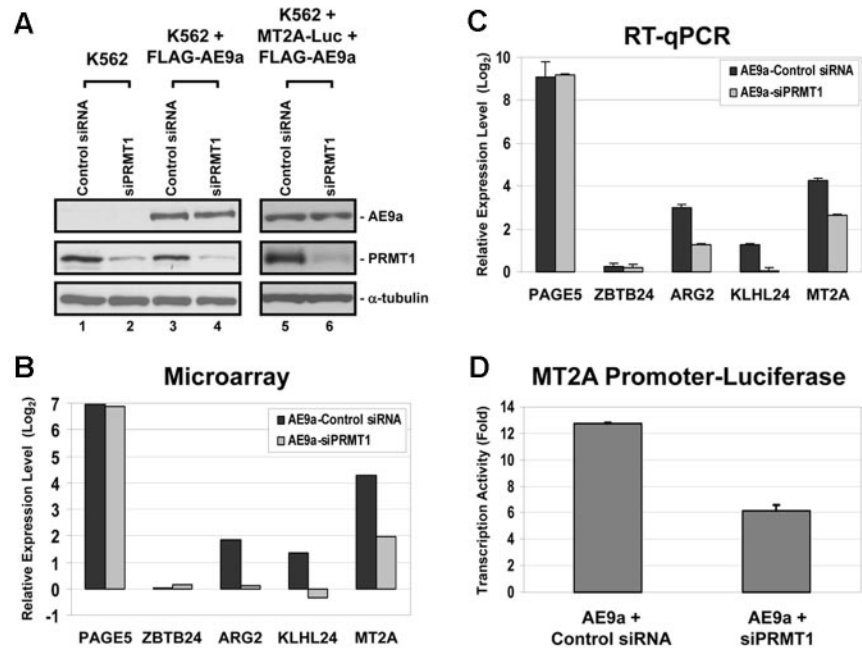 A
K562
K562 +
FLAG-AE9a
K562 +
MT2A-Luc +
FLAG-AE9a
Control siRNA
siPRMT1
Control siRNA
siPRMT1
Control siRNA
siPRMT1
- AE9a
- PRMT1
- α-tubulin
1 2 3 4 5 6
B
Microarray
Relative Expression Level (Log₂)
7
6
5
4
3
2
1
0
-1
AE9a-Control siRNA
AE9a-siPRMT1
PAGE5 ZBTB24 ARG2 KLHL24 MT2A
C
RT-qPCR
Relative Expression Level (Log₂)
10
8
6
4
2
0
AE9a-Control siRNA
AE9a-siPRMT1
PAGE5 ZBTB24 ARG2 KLHL24 MT2A
D
MT2A Promoter-Luciferase
Transcription Activity (Fold)
14
12
10
8
6
4
2
0
AE9a +
Control siRNA
AE9a +
siPRMT1